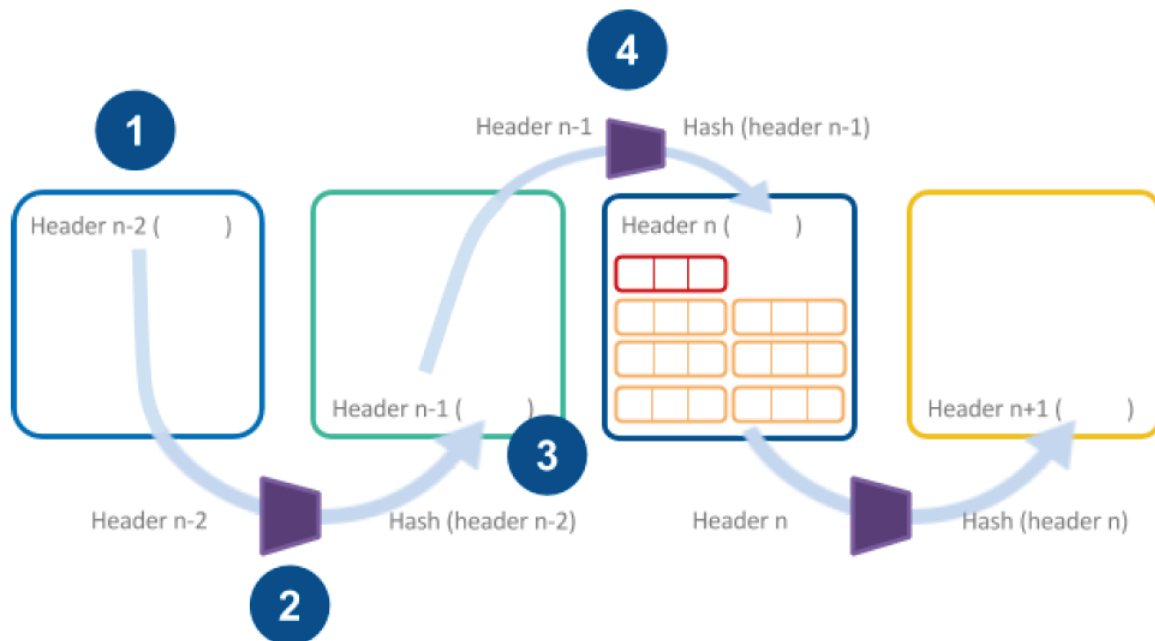 4
1
Header n-1
Hash (header n-1)
Header n-2 (          )
Header n (          )
Header n-1 (          )
Header n+1 (          )
3
Header n-2
Hash (header n-2)
Header n
Hash (header n)
2